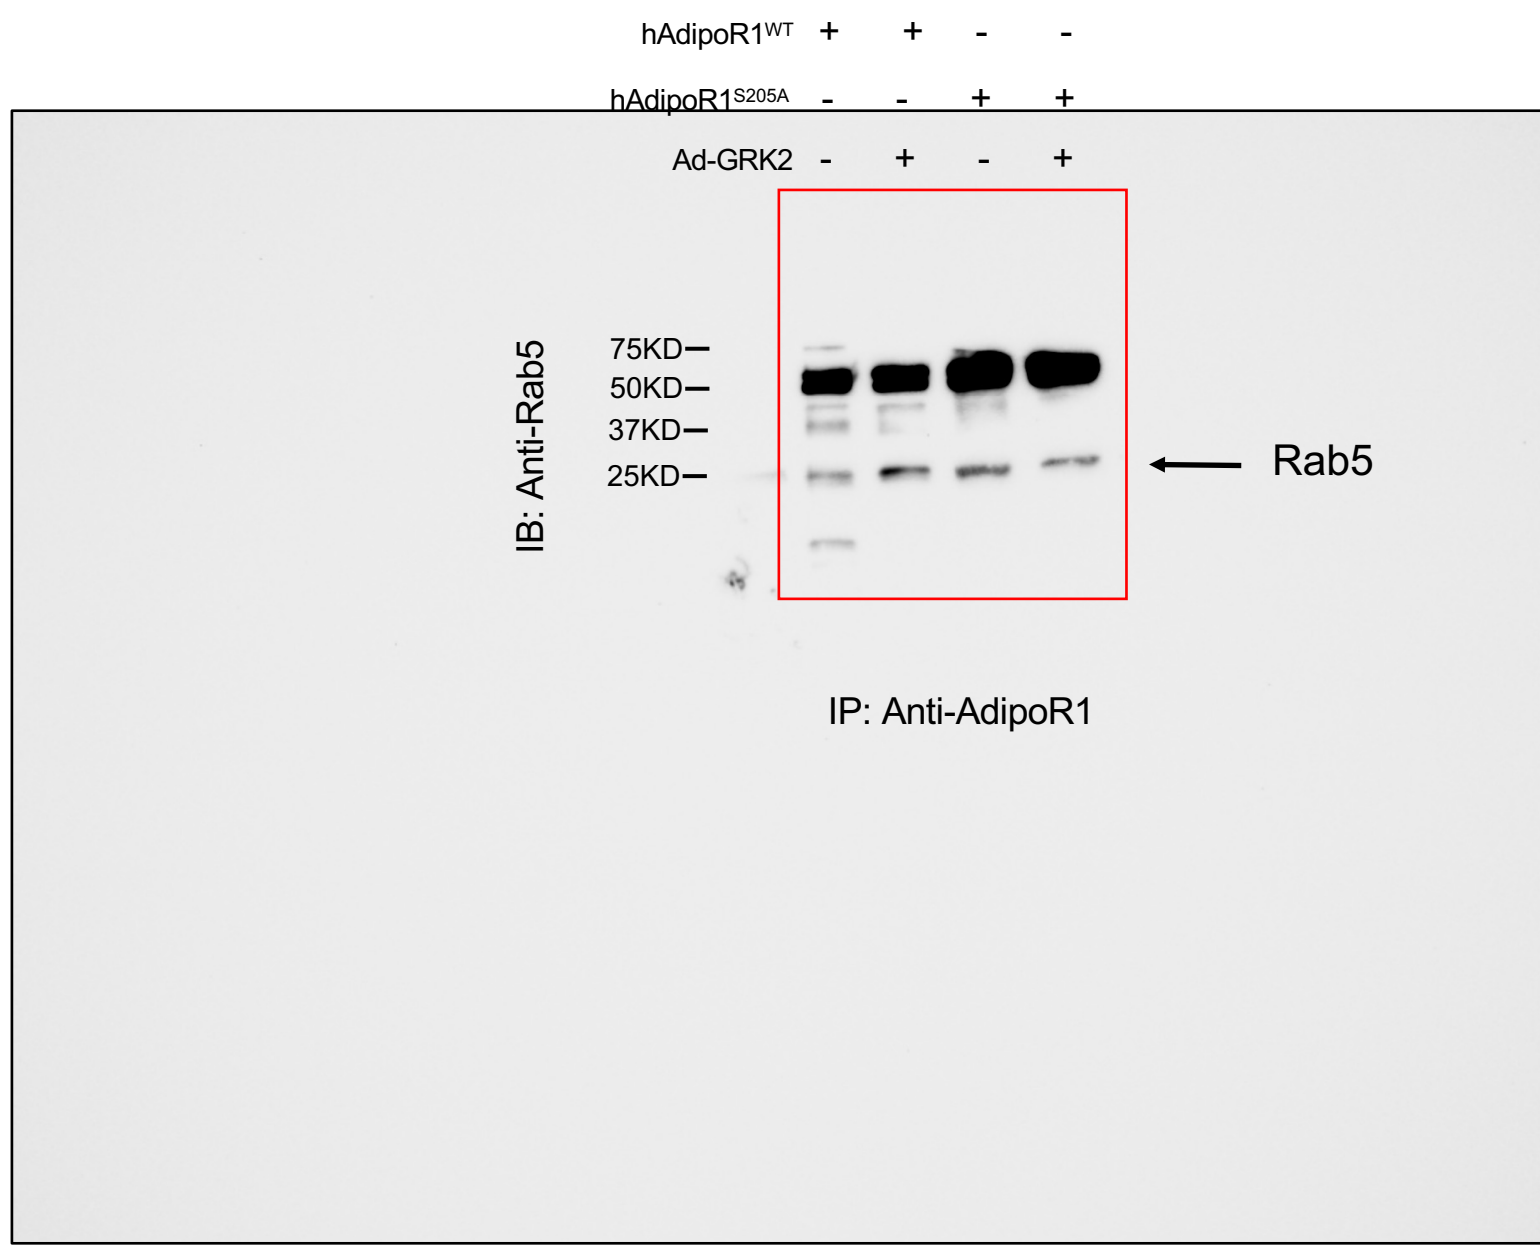 hAdipoR1WT + + - -
hAdipoR1S205A - - + +
Ad-GRK2 - + - +
IB: Anti-Rab5
75KD
50KD
37KD
25KD
Rab5
IP: Anti-AdipoR1